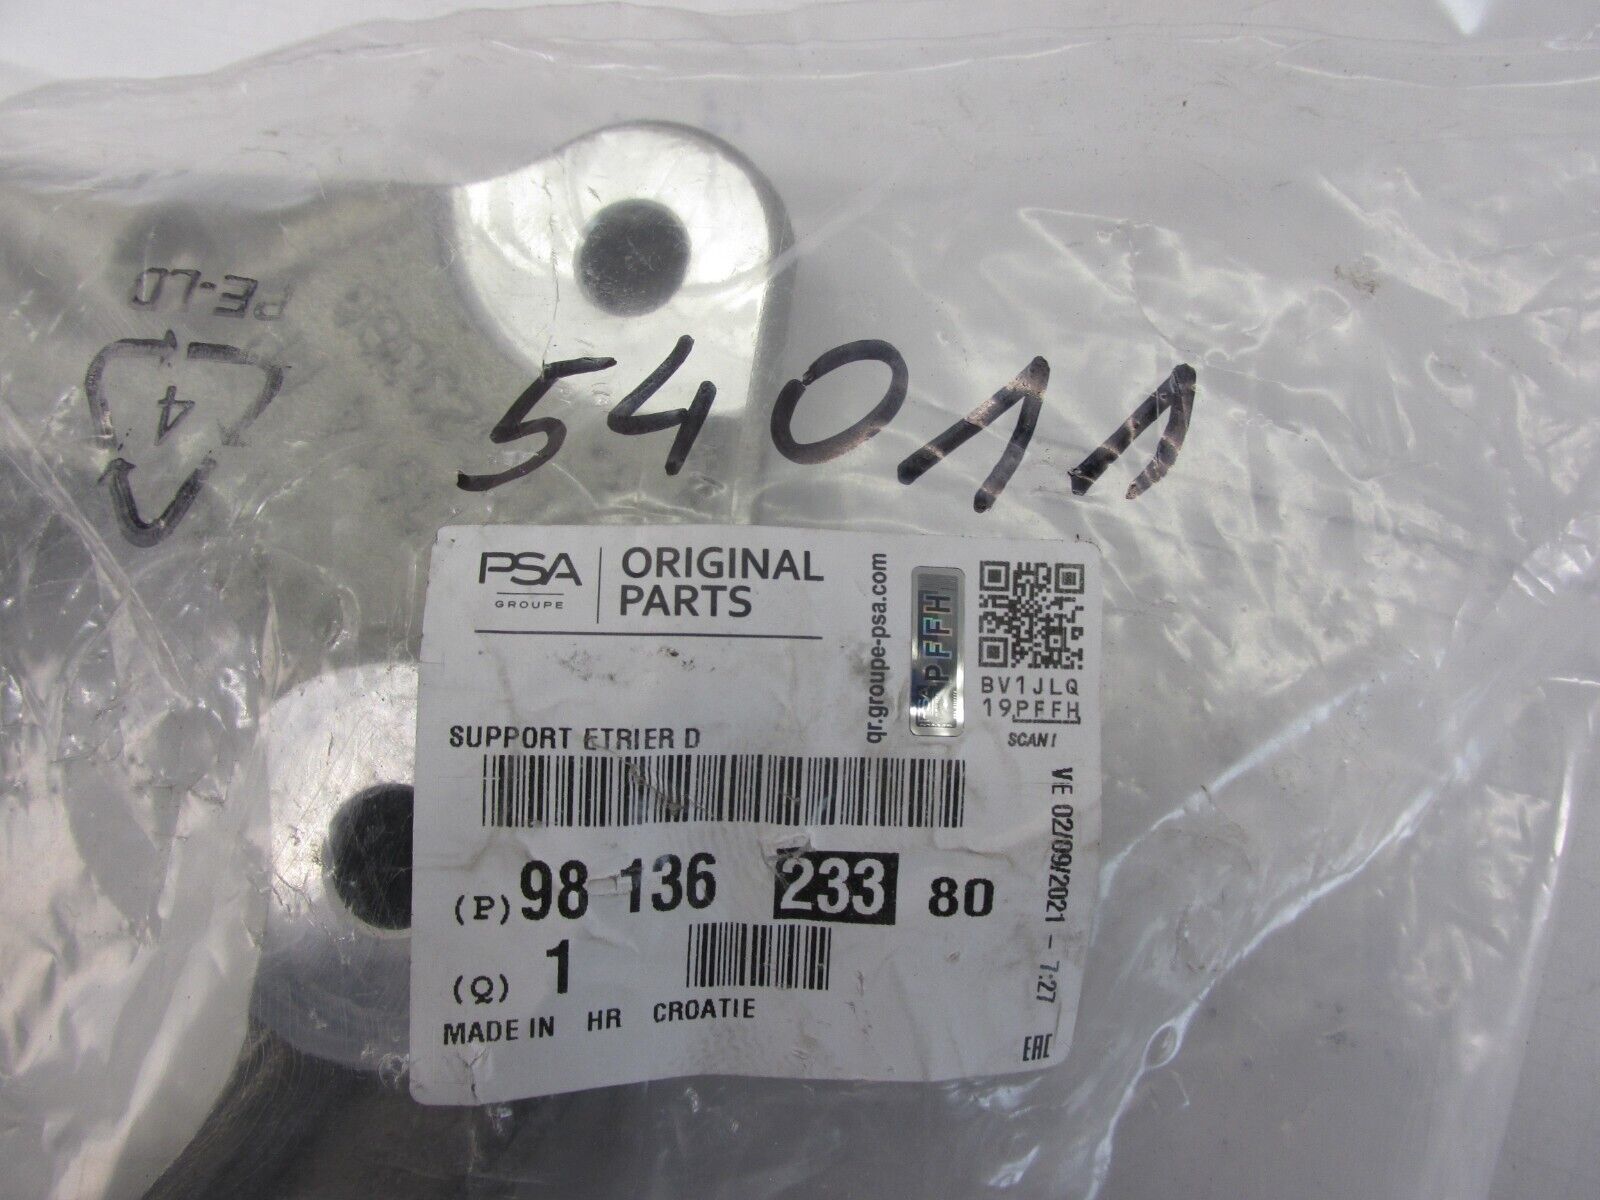 PE-LD
4
54011
PSA
GROUPE
ORIGINAL
PARTS
qr.groupe-psa.com
PFFH
BV1JLQ
19PFFH
SCAN!
SUPPORT ETRIER D
(P) 98 136 233 80
(Q) 1
MADE IN HR CROATIE
VE 02/09/2021 - 7:27
EAC